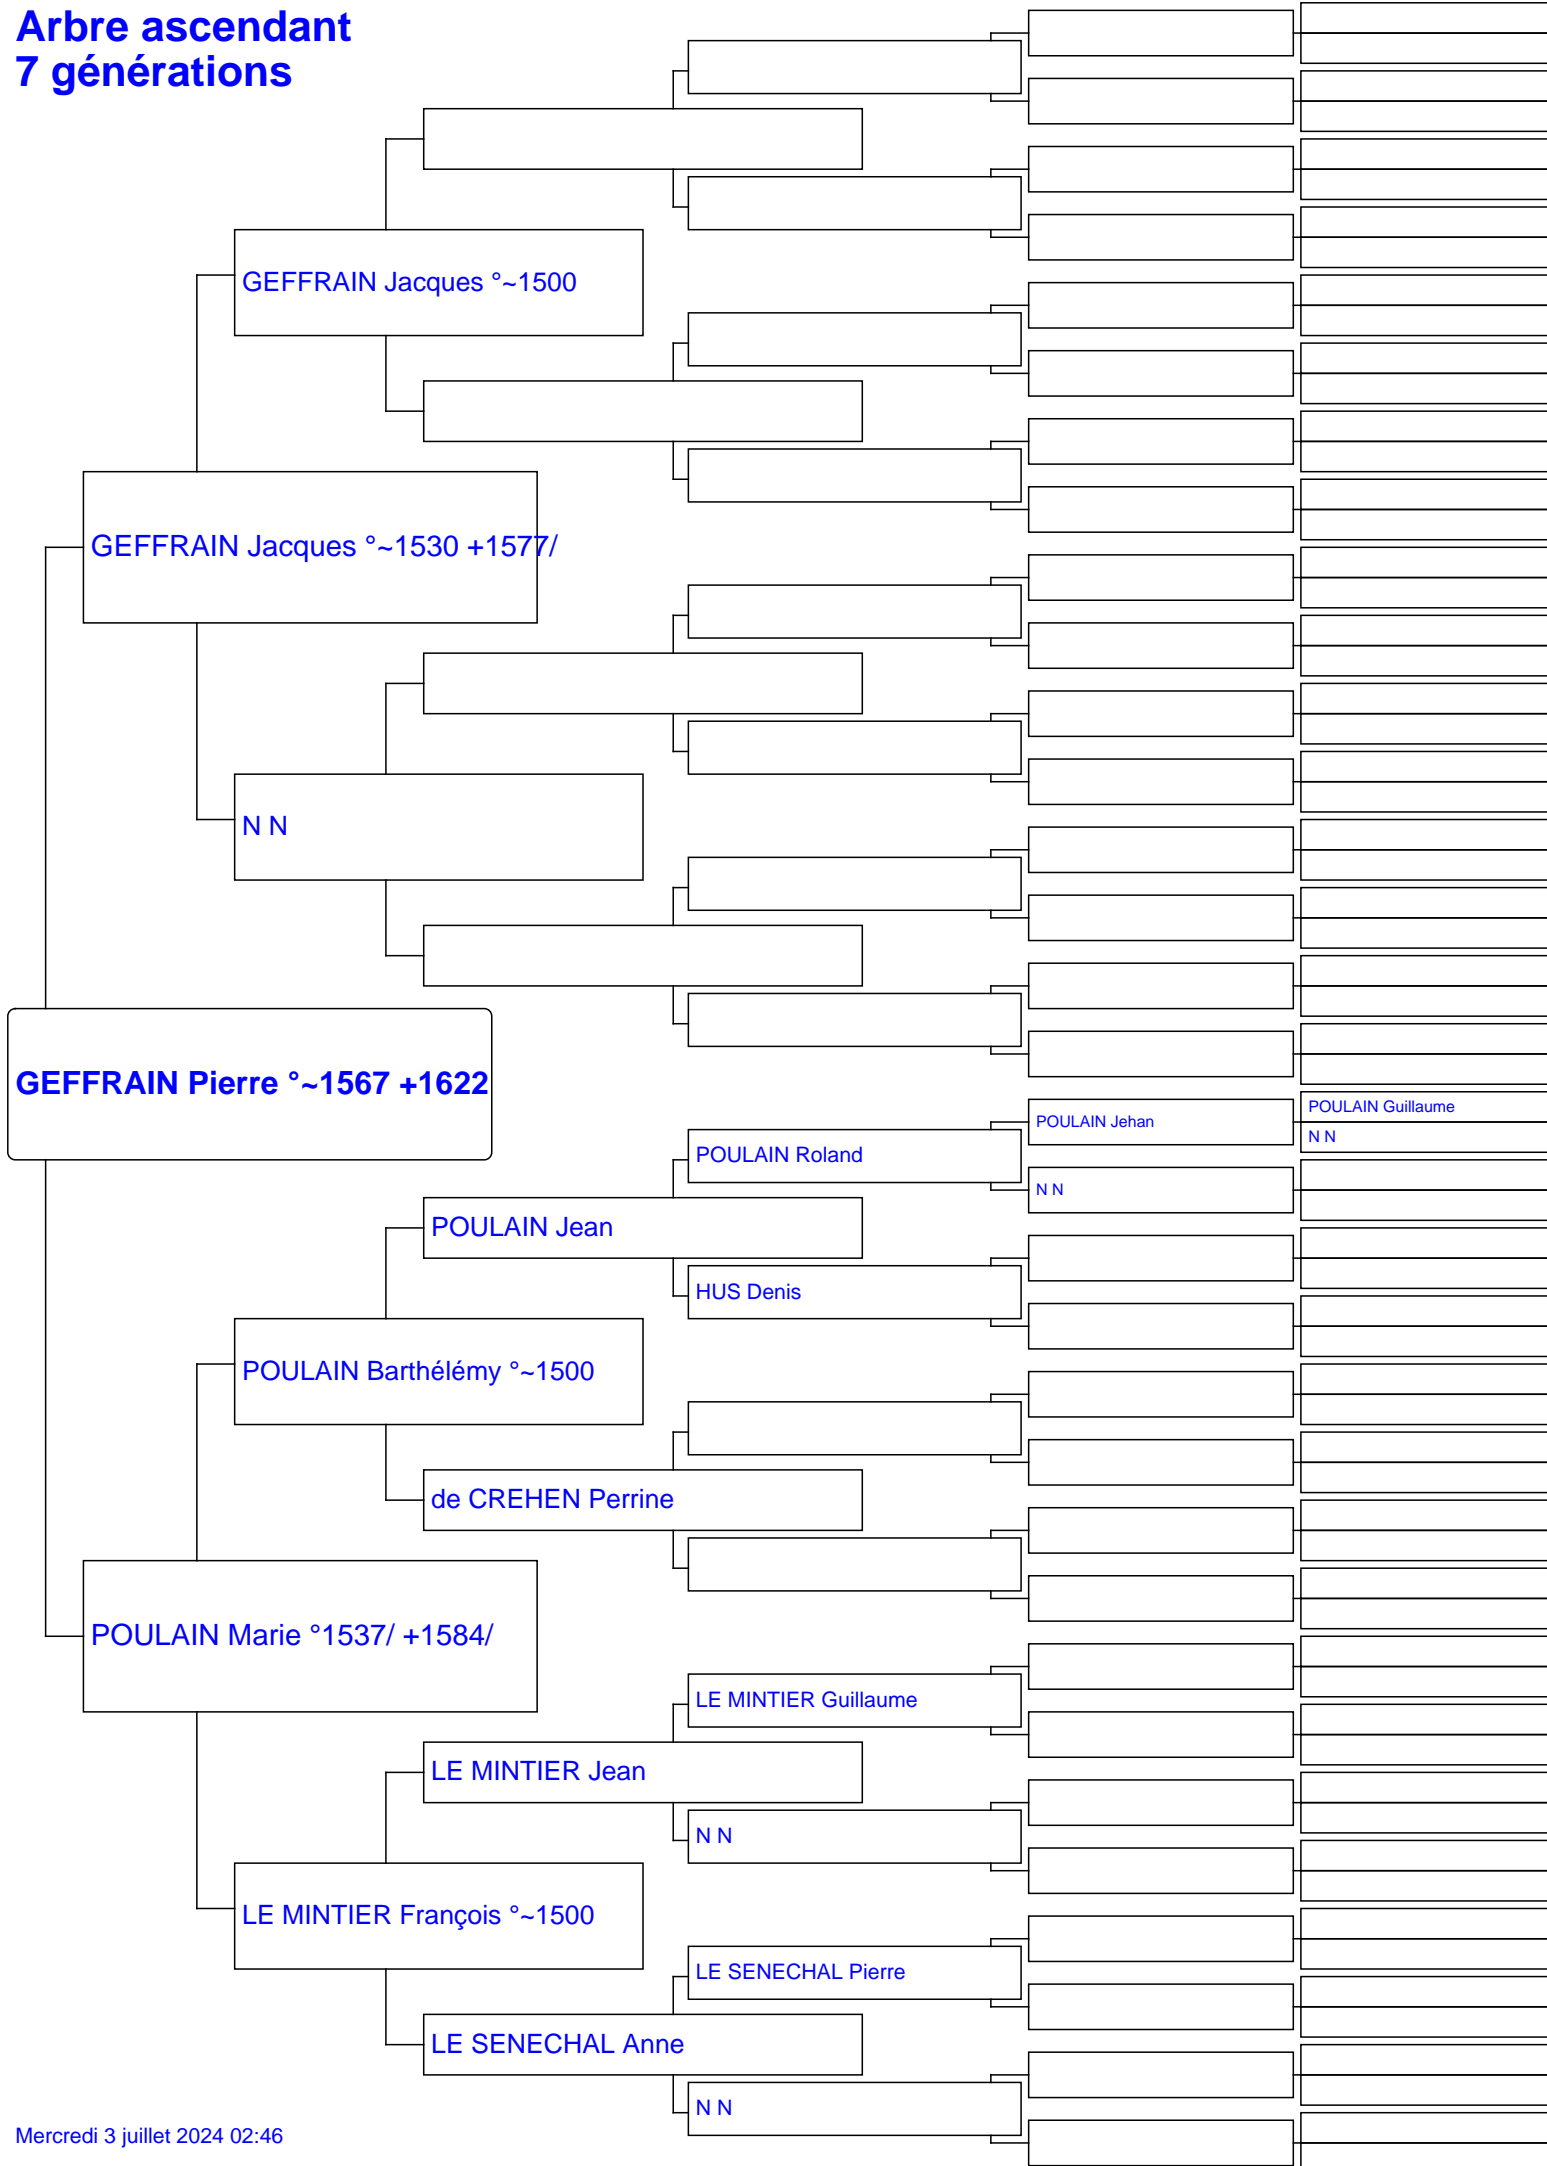 Arbre ascendant
7 générations
GEFFRAIN Jacques °~1500
GEFFRAIN Jacques °~1530 +1577/
N N
GEFFRAIN Pierre °~1567 +1622
POULAIN Jehan
POULAIN Guillaume
N N
POULAIN Roland
N N
POULAIN Jean
HUS Denis
POULAIN Barthélémy °~1500
de CREHEN Perrine
POULAIN Marie °1537/ +1584/
LE MINTIER Guillaume
LE MINTIER Jean
N N
LE MINTIER François °~1500
LE SENECHAL Pierre
LE SENECHAL Anne
N N
Mercredi 3 juillet 2024 02:46